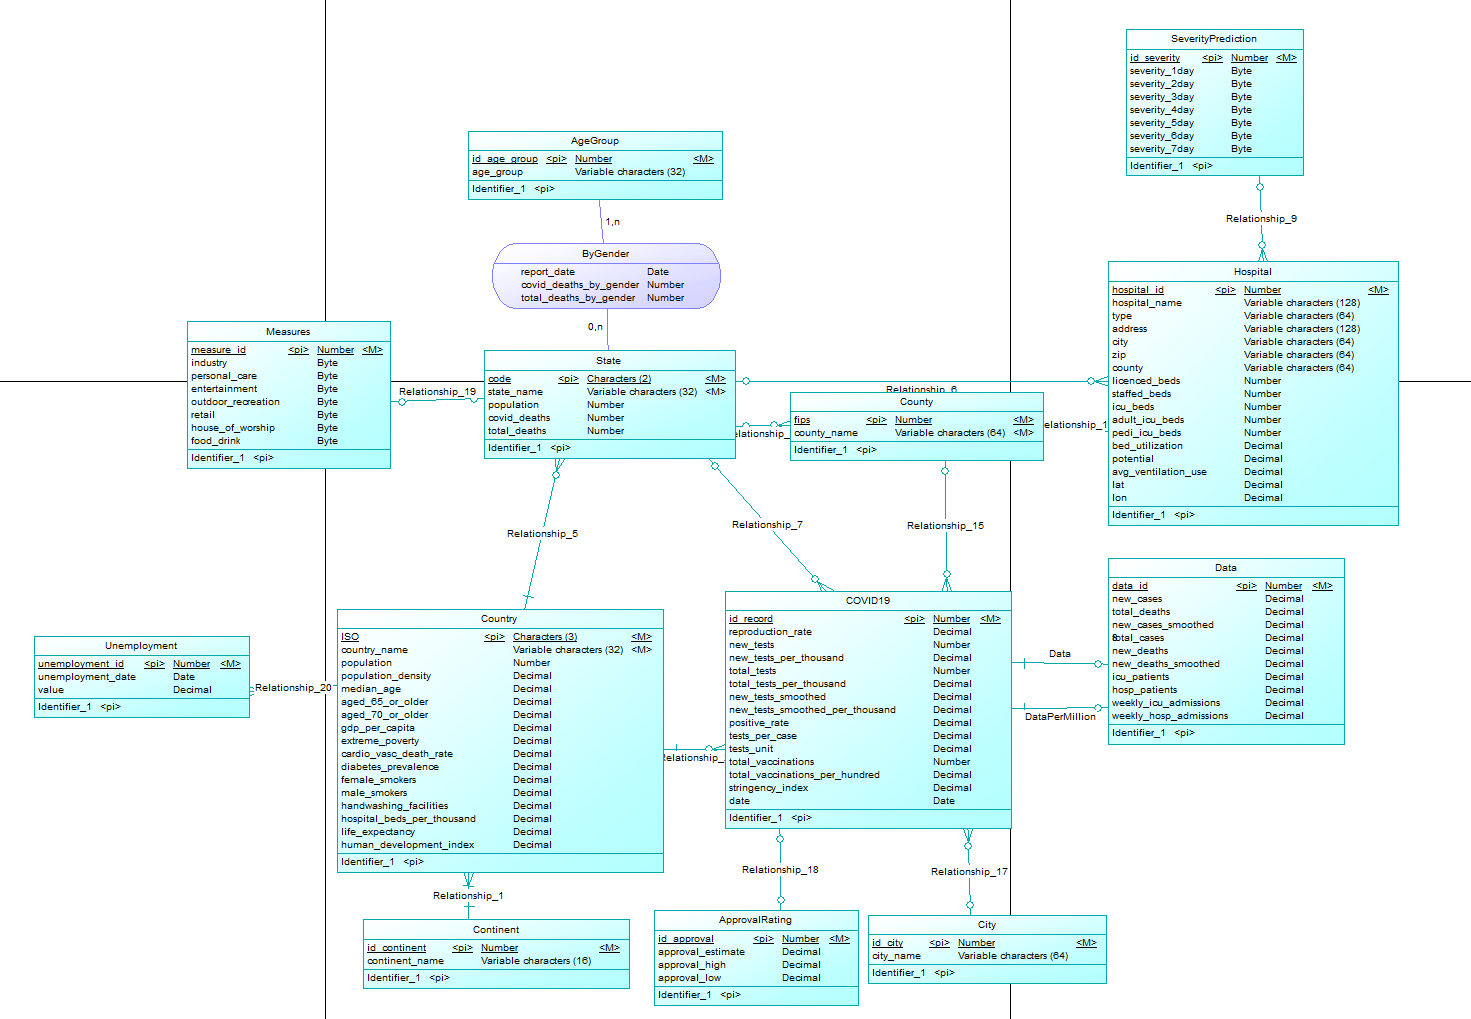 SeverityPrediction
id_severity <pi> Number <M>
severity_1day Byte
severity_2day Byte
severity_3day Byte
severity_4day Byte
severity_5day Byte
severity_6day Byte
severity_7day Byte
Identifier_1 <pi>
Relationship_9
AgeGroup
id_age_group <pi> Number <M>
age_group Variable characters (32)
Identifier_1 <pi>
1,n
ByGender
report_date Date
covid_deaths_by_gender Number
total_deaths_by_gender Number
0,n
Hospital
hospital_id <pi> Number <M>
hospital_name Variable characters (128)
type Variable characters (64)
address Variable characters (128)
city Variable characters (64)
zip Variable characters (64)
county Variable characters (64)
licenced_beds Number
staffed_beds Number
icu_beds Number
adult_icu_beds Number
pedi_icu_beds Number
bed_utilization Decimal
potential Decimal
avg_ventilation_use Decimal
lat Decimal
lon Decimal
Identifier_1 <pi>
Measures
measure_id <pi> Number <M>
industry Byte
personal_care Byte
entertainment Byte
outdoor_recreation Byte
retail Byte
house_of_worship Byte
food_drink Byte
Identifier_1 <pi>
Relationship_19
State
code <pi> Characters (2) <M>
state_name Variable characters (32) <M>
population Number
covid_deaths Number
total_deaths Number
Identifier_1 <pi>
Relationship_6
County
fips <pi> Number <M>
county_name Variable characters (64) <M>
Identifier_1 <pi>
elationship_
elationship_1
Relationship_5
Relationship_7
Relationship_15
Unemployment
unemployment_id <pi> Number <M>
unemployment_date Date
value Decimal
Identifier_1 <pi>
Relationship_20
Country
ISO <pi> Characters (3) <M>
country_name Variable characters (32) <M>
population Number
population_density Decimal
median_age Decimal
aged_65_or_older Decimal
aged_70_or_older Decimal
gdp_per_capita Decimal
extreme_poverty Decimal
cardio_vasc_death_rate Decimal
diabetes_prevalence Decimal
female_smokers Decimal
male_smokers Decimal
handwashing_facilities Decimal
hospital_beds_per_thousand Decimal
life_expectancy Decimal
human_development_index Decimal
Identifier_1 <pi>
elationship_
COVID19
id_record <pi> Number <M>
reproduction_rate Decimal
new_tests Number
new_tests_per_thousand Decimal
total_tests Number
total_tests_per_thousand Decimal
new_tests_smoothed Decimal
new_tests_smoothed_per_thousand Decimal
positive_rate Decimal
tests_per_case Decimal
tests_unit Decimal
total_vaccinations Number
total_vaccinations_per_hundred Decimal
stringency_index Decimal
date Date
Identifier_1 <pi>
Data
DataPerMillion
Data
data_id <pi> Number <M>
new_cases Decimal
total_deaths Decimal
new_cases_smoothed Decimal
total_cases Decimal
new_deaths Decimal
new_deaths_smoothed Decimal
icu_patients Decimal
hosp_patients Decimal
weekly_icu_admissions Decimal
weekly_hosp_admissions Decimal
Identifier_1 <pi>
Relationship_1
Relationship_18
Relationship_17
Continent
id_continent <pi> Number <M>
continent_name Variable characters (16)
Identifier_1 <pi>
ApprovalRating
id_approval <pi> Number <M>
approval_estimate Decimal
approval_high Decimal
approval_low Decimal
Identifier_1 <pi>
City
id_city <pi> Number <M>
city_name Variable characters (64)
Identifier_1 <pi>